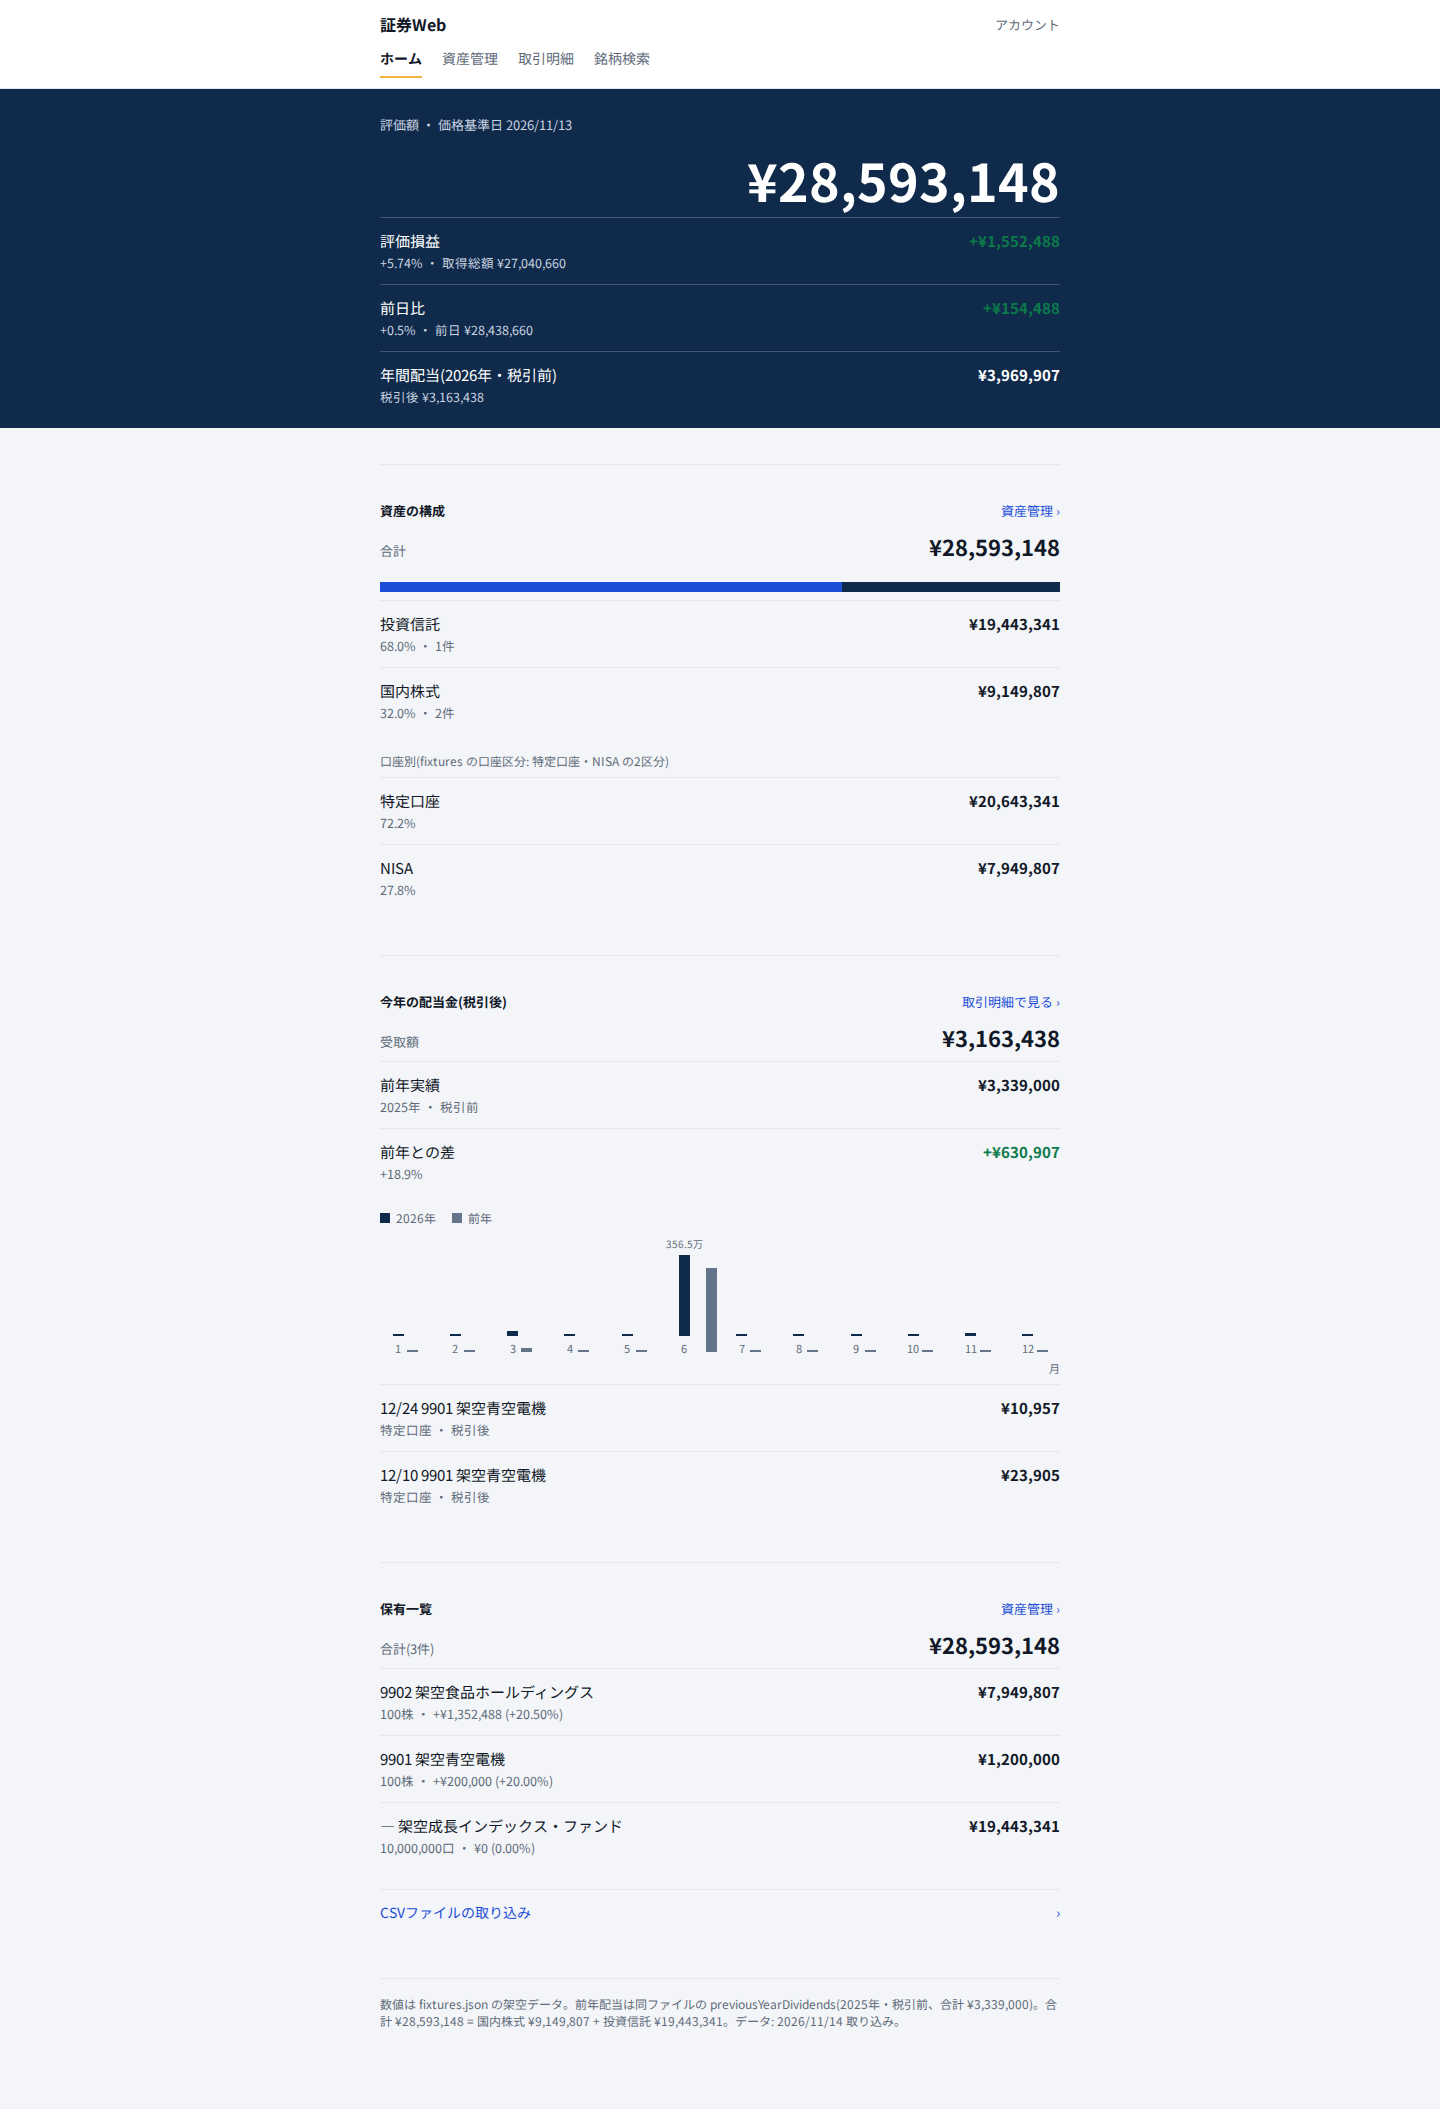 証券Web
アカウント
ホーム 資産管理 取引明細 銘柄検索
評価額 ・ 価格基準日 2026/11/13
¥28,593,148
評価損益 +¥1,552,488
+5.74% ・ 取得総額 ¥27,040,660
前日比 +¥154,488
+0.5% ・ 前日 ¥28,438,660
年間配当(2026年・税引前) ¥3,969,907
税引後 ¥3,163,438
資産の構成 資産管理 ›
合計 ¥28,593,148
投資信託 ¥19,443,341
68.0% ・ 1件
国内株式 ¥9,149,807
32.0% ・ 2件
口座別(fixtures の口座区分: 特定口座・NISA の2区分)
特定口座 ¥20,643,341
72.2%
NISA ¥7,949,807
27.8%
今年の配当金(税引後) 取引明細で見る ›
受取額 ¥3,163,438
前年実績 ¥3,339,000
2025年 ・ 税引前
前年との差 +¥630,907
+18.9%
2026年 前年
356.5万
1 2 3 4 5 6 7 8 9 10 11 12
月
12/24 9901 架空青空電機 ¥10,957
特定口座 ・ 税引後
12/10 9901 架空青空電機 ¥23,905
特定口座 ・ 税引後
保有一覧 資産管理 ›
合計(3件) ¥28,593,148
9902 架空食品ホールディングス ¥7,949,807
100株 ・ +¥1,352,488 (+20.50%)
9901 架空青空電機 ¥1,200,000
100株 ・ +¥200,000 (+20.00%)
— 架空成長インデックス・ファンド ¥19,443,341
10,000,000口 ・ ¥0 (0.00%)
CSVファイルの取り込み ›
数値は fixtures.json の架空データ。前年配当は同ファイルの previousYearDividends(2025年・税引前、合計 ¥3,339,000)。合
計 ¥28,593,148 = 国内株式 ¥9,149,807 + 投資信託 ¥19,443,341。データ: 2026/11/14 取り込み。